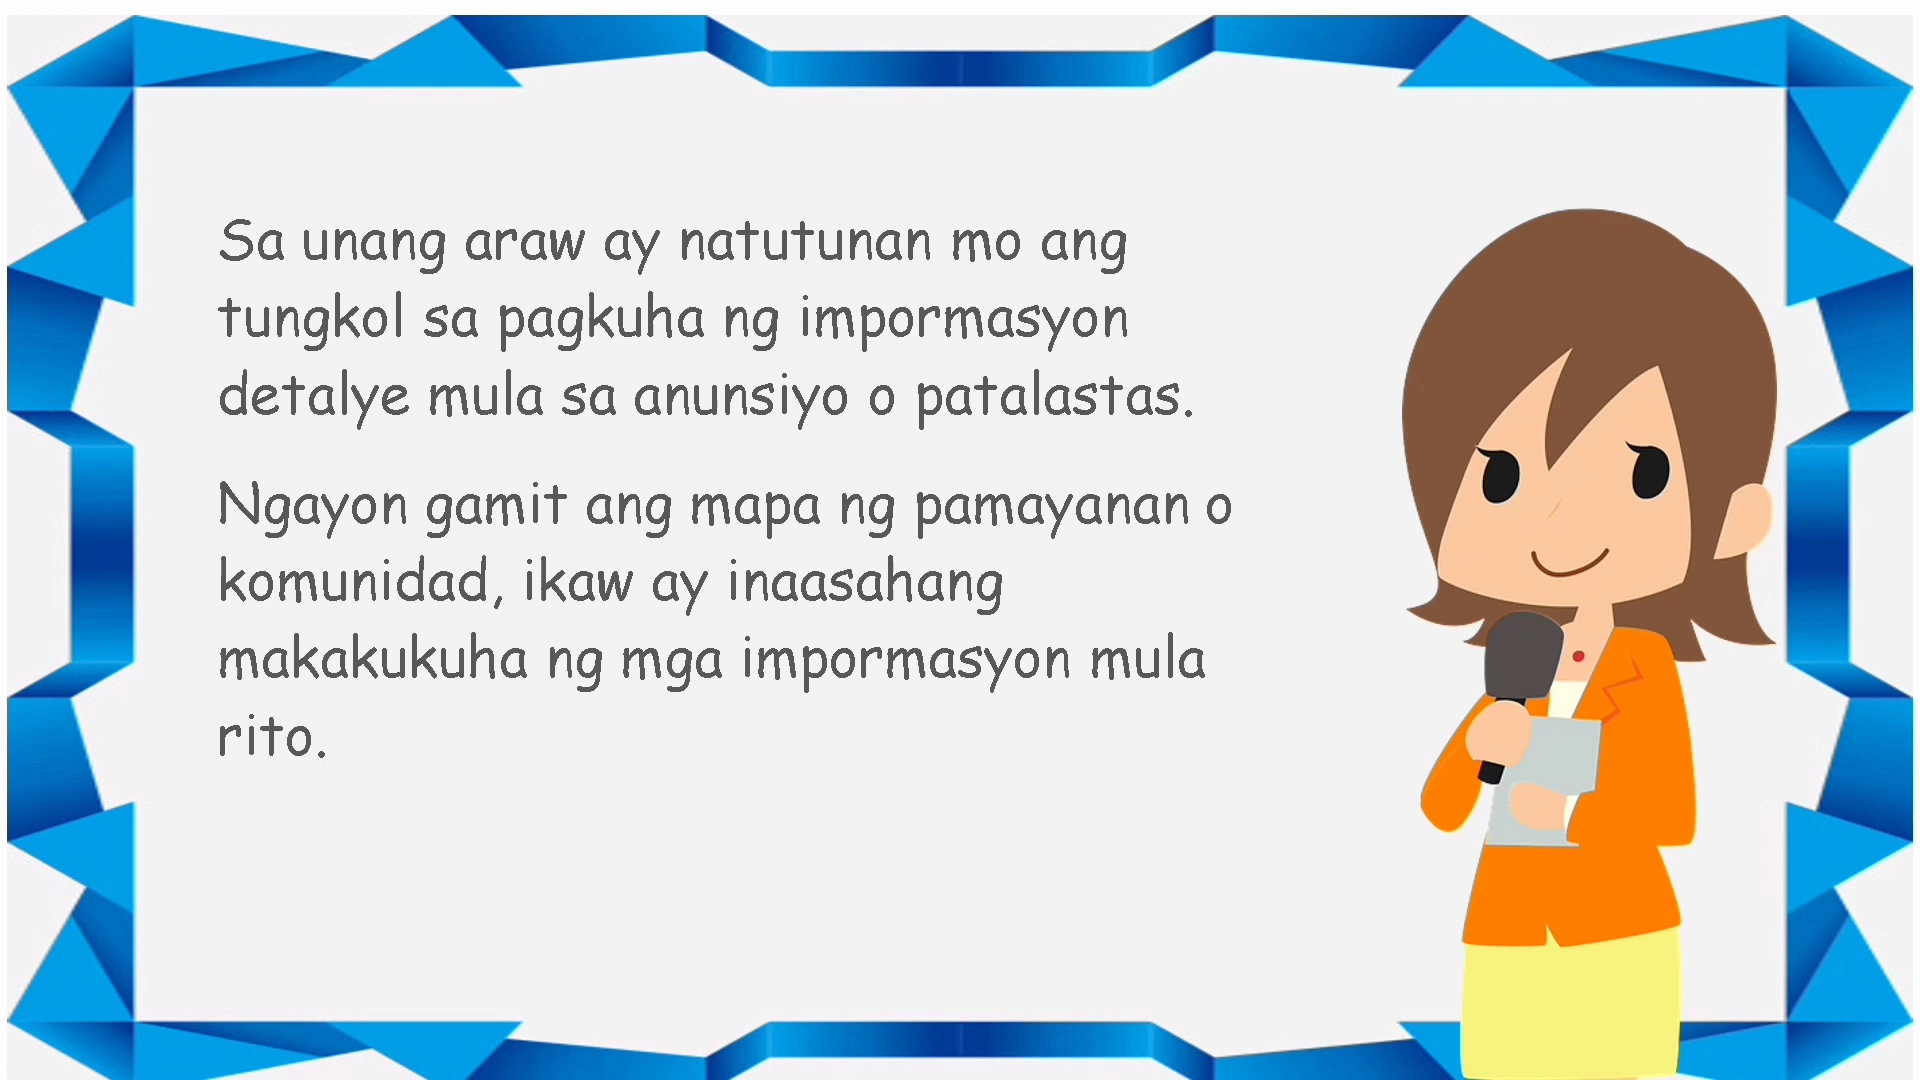 Sa unang araw ay natutunan mo ang
tungkol sa pagkuha ng impormasyon
detalye mula sa anunsiyo o patalastas.
Ngayon gamit ang mapa ng pamayanan o
komunidad, ikaw ay inaasahang
makakukuha ng mga impormasyon mula
rito.